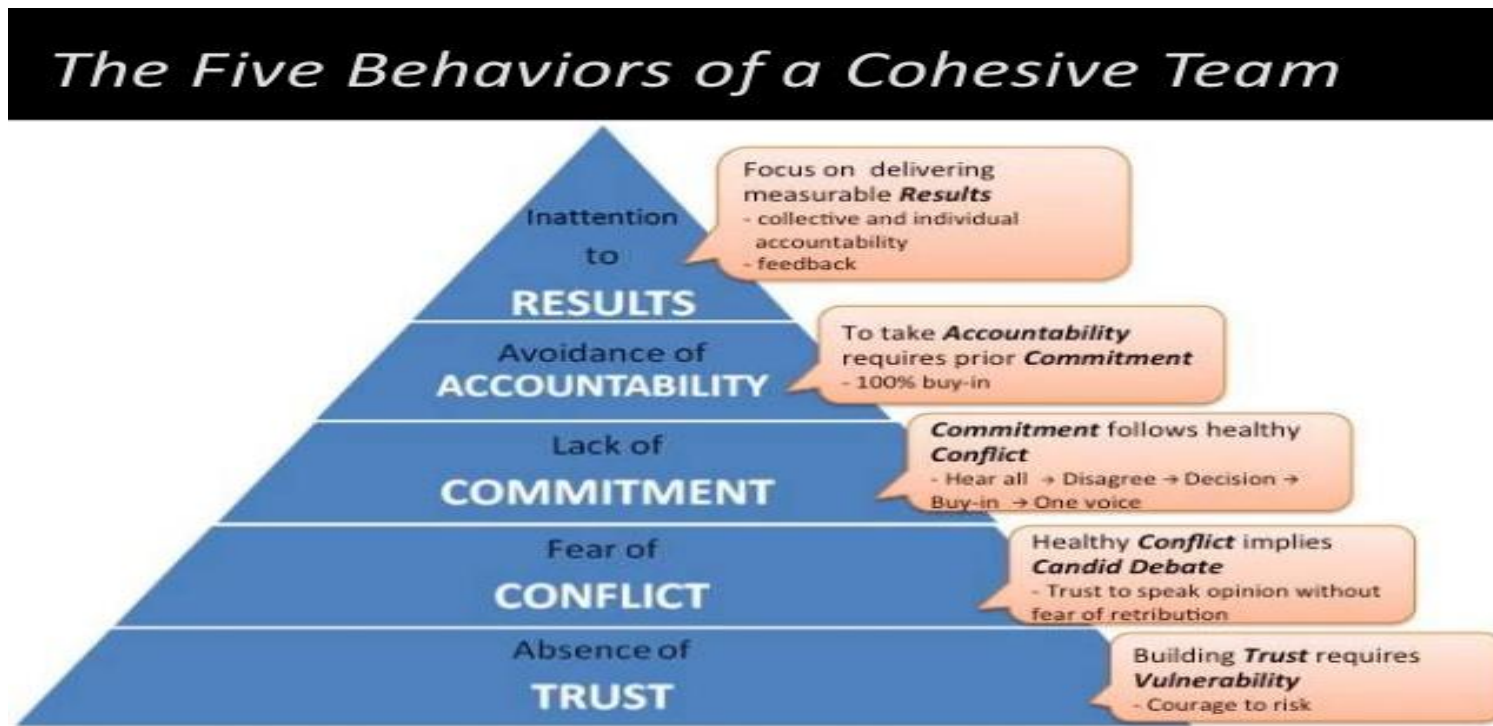 The Five Behaviors of a Cohesive Team
Inattention
to
RESULTS
Focus on delivering
measurable Results
- collective and individual
accountability
- feedback
Avoidance of
ACCOUNTABILITY
To take Accountability
requires prior Commitment
- 100% buy-in
Lack of
COMMITMENT
Commitment follows healthy
Conflict
- Hear all → Disagree → Decision →
Buy-in → One voice
Fear of
CONFLICT
Healthy Conflict implies
Candid Debate
- Trust to speak opinion without
fear of retribution
Absence of
TRUST
Building Trust requires
Vulnerability
- Courage to risk